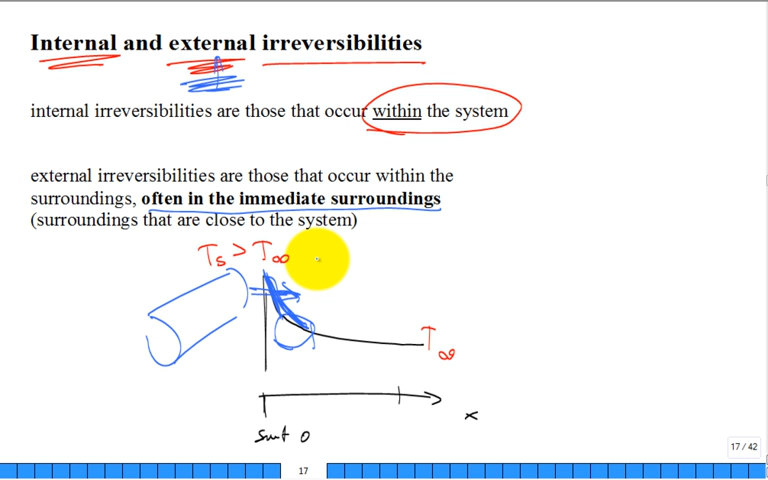 Internal and external irreversibilities
internal irreversibilities are those that occur within the system
external irreversibilities are those that occur within the
surroundings, often in the immediate surroundings
(surroundings that are close to the system)
Ts > T∞
T∞
x
surf 0
17 / 42
17